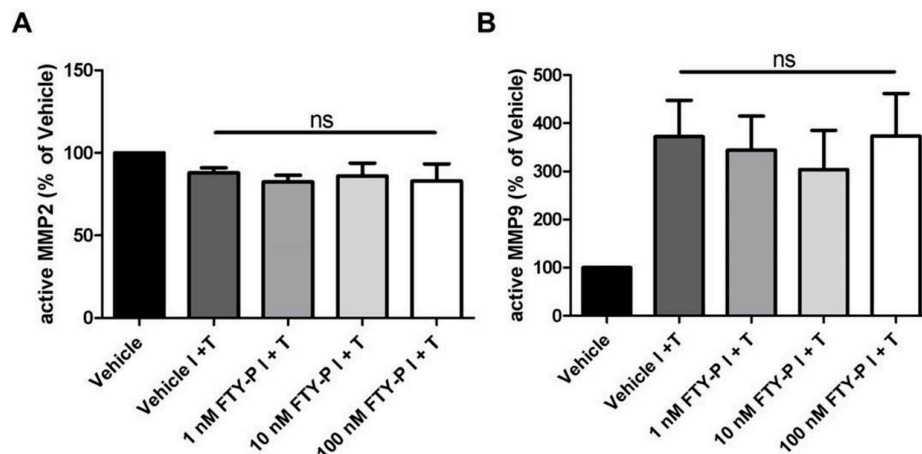 A
active MMP2 (% of Vehicle)
150
100
50
0
ns
Vehicle
Vehicle I +T
1 nM FTY-P I + T
10 nM FTY-P I + T
100 nM FTY-P I + T
B
active MMP9 (% of Vehicle)
500
400
300
200
100
0
ns
Vehicle
Vehicle I +T
1 nM FTY-P I + T
10 nM FTY-P I + T
100 nM FTY-P I + T